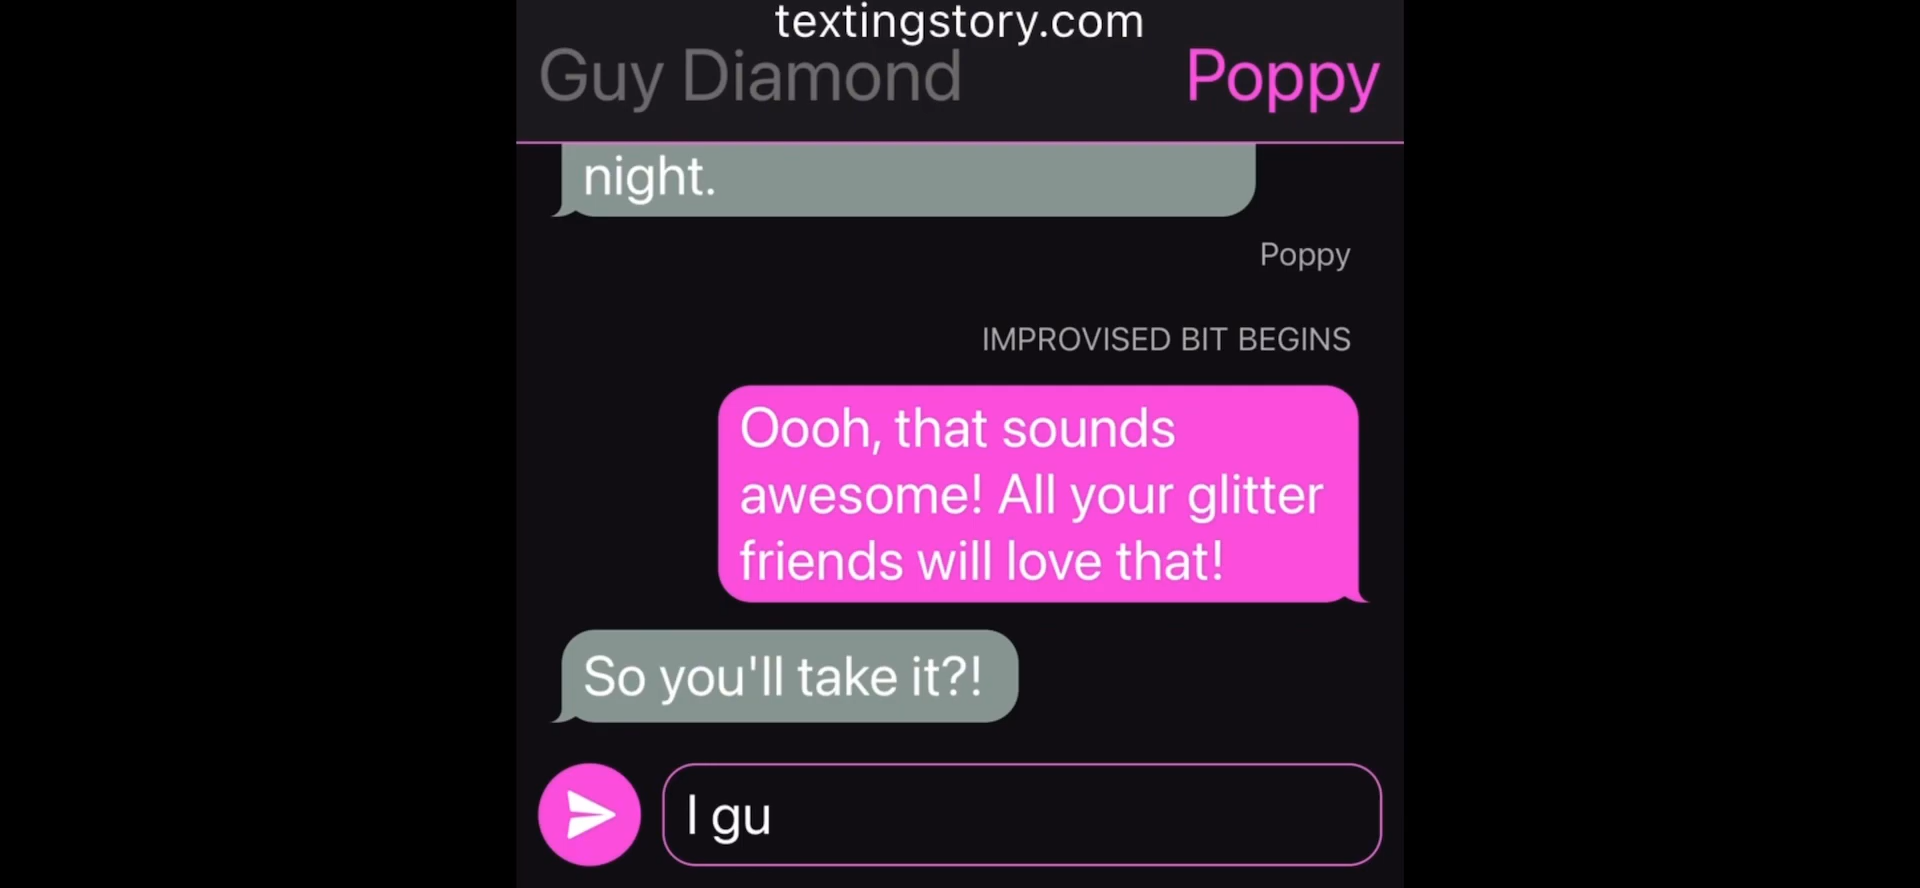 textingstory.com
Guy Diamond Poppy
night.
Poppy
IMPROVISED BIT BEGINS
Oooh, that sounds
awesome! All your glitter
friends will love that!
So you'll take it?!
I gu